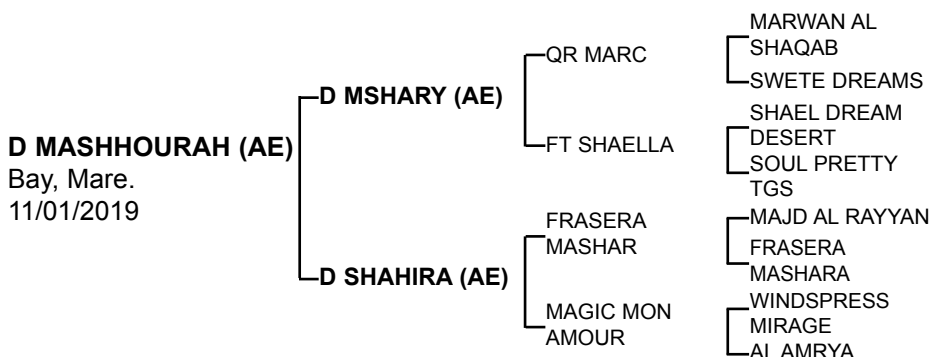 D MASHHOURAH (AE)
Bay, Mare.
11/01/2019
D MSHARY (AE)
D SHAHIRA (AE)
QR MARC
FT SHAELLA
FRASERA
MASHAR
MAGIC MON
AMOUR
MARWAN AL
SHAQAB
SWETE DREAMS
SHAEL DREAM
DESERT
SOUL PRETTY
TGS
MAJD AL RAYYAN
FRASERA
MASHARA
WINDSPRESS
MIRAGE
AL AMRYA